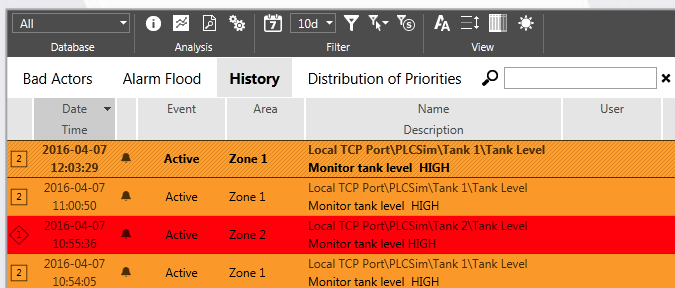 All 7 10d AA S
Database Analysis Filter View
Bad Actors Alarm Flood History Distribution of Priorities
Date Event Area Name User
Time Description
2 2016-04-07 Active Zone 1 Local TCP Port\PLCSim\Tank 1\Tank Level
12:03:29 Monitor tank level HIGH
2 2016-04-07 Active Zone 1 Local TCP Port\PLCSim\Tank 1\Tank Level
11:00:50 Monitor tank level HIGH
1 2016-04-07 Active Zone 2 Local TCP Port\PLCSim\Tank 2\Tank Level
10:55:36 Monitor tank level HIGH
2 2016-04-07 Active Zone 1 Local TCP Port\PLCSim\Tank 1\Tank Level
10:54:05 Monitor tank level HIGH